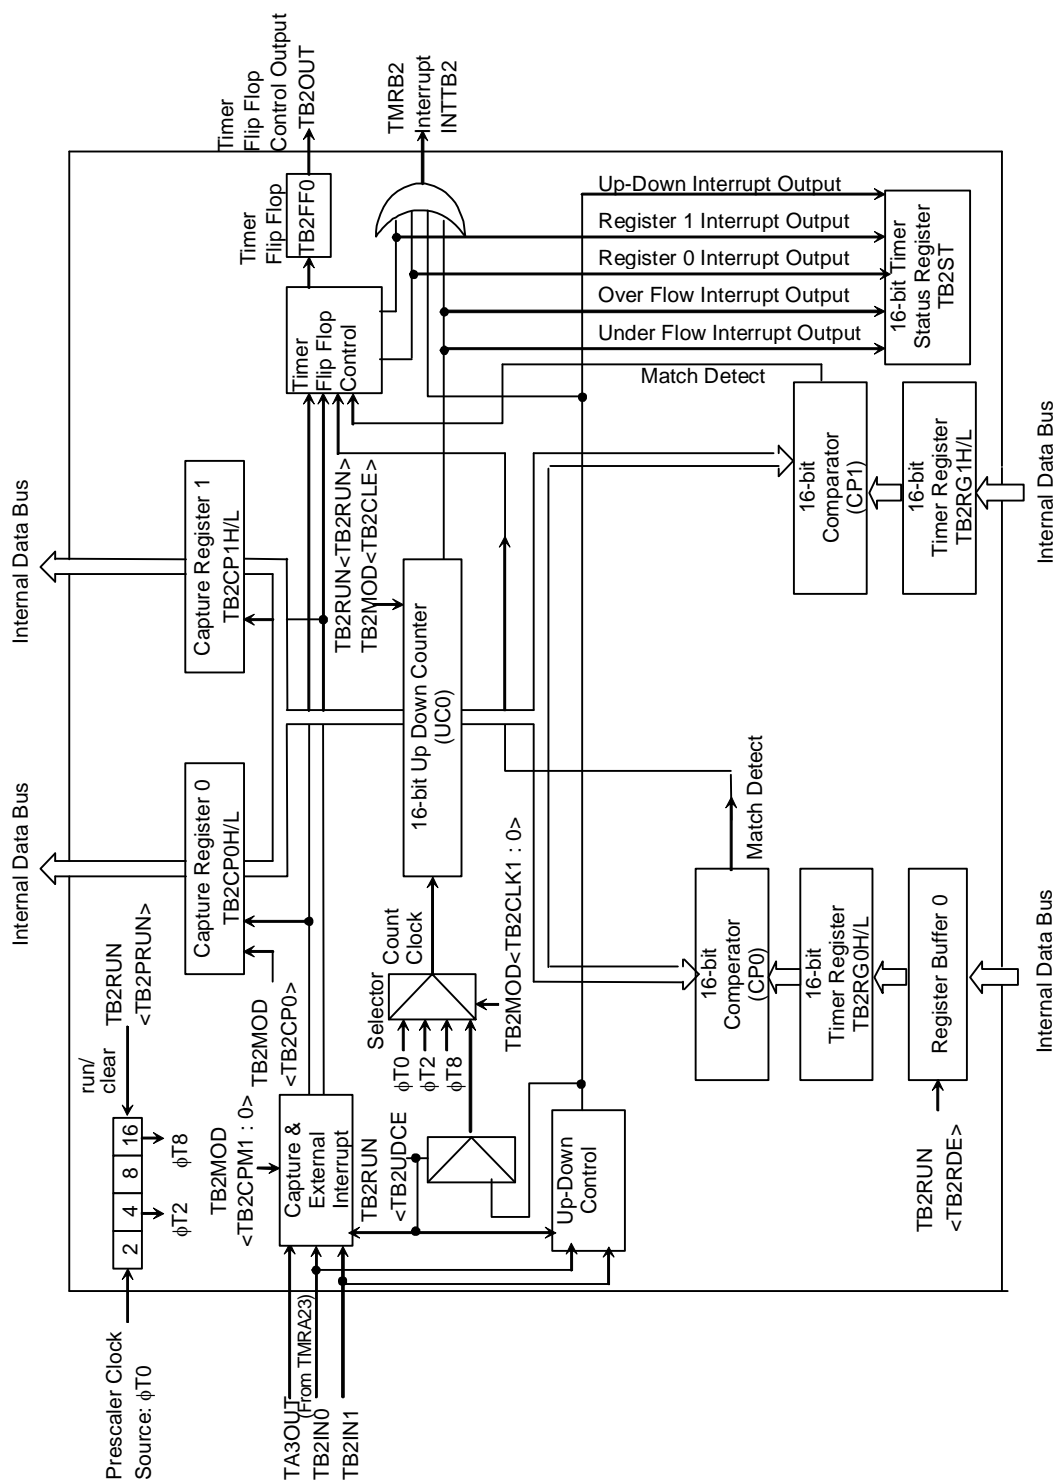 Prescaler Clock
Source: ϕT0
2
4
8
16
ϕT2
ϕT8
run/
clear
TB2RUN
<TB2PRUN>
Internal Data Bus
Internal Data Bus
Capture Register 0
TB2CP0H/L
Capture Register 1
TB2CP1H/L
TB2MOD
<TB2CP0>
TB2MOD
<TB2CPM1 : 0>
TA3OUT
(From TMRA23)
TB2IN0
TB2IN1
Capture &
External
Interrupt
TB2RUN
<TB2UDCE
Selector
ϕT0
ϕT2
ϕT8
Count
Clock
TB2MOD<TB2CLK1 : 0>
Up-Down
Control
16-bit Up Down Counter
(UC0)
TB2RUN<TB2RUN>
TB2MOD<TB2CLE>
Timer
Flip Flop
Control
Timer
Flip Flop
TB2FF0
Timer
Flip Flop
Control Output
TB2OUT
TMRB2
Interrupt
INTTB2
Up-Down Interrupt Output
Register 1 Interrupt Output
Register 0 Interrupt Output
Over Flow Interrupt Output
Under Flow Interrupt Output
Match Detect
16-bit Timer
Status Register
TB2ST
Match Detect
16-bit
Comperator
(CP0)
16-bit
Timer Register
TB2RG0H/L
Register Buffer 0
TB2RUN
<TB2RDE>
Internal Data Bus
16-bit
Comparator
(CP1)
16-bit
Timer Register
TB2RG1H/L
Internal Data Bus